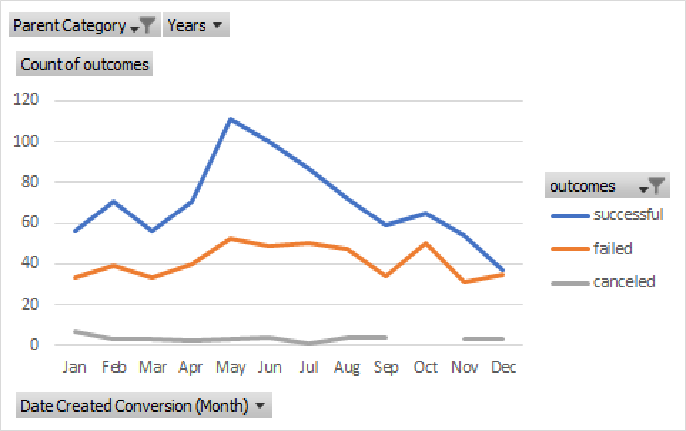 Parent Category Years
Count of outcomes
120
100
80
60
40
20
0
Jan Feb Mar Apr May Jun Jul Aug Sep Oct Nov Dec
outcomes
successful
failed
canceled
Date Created Conversion (Month)